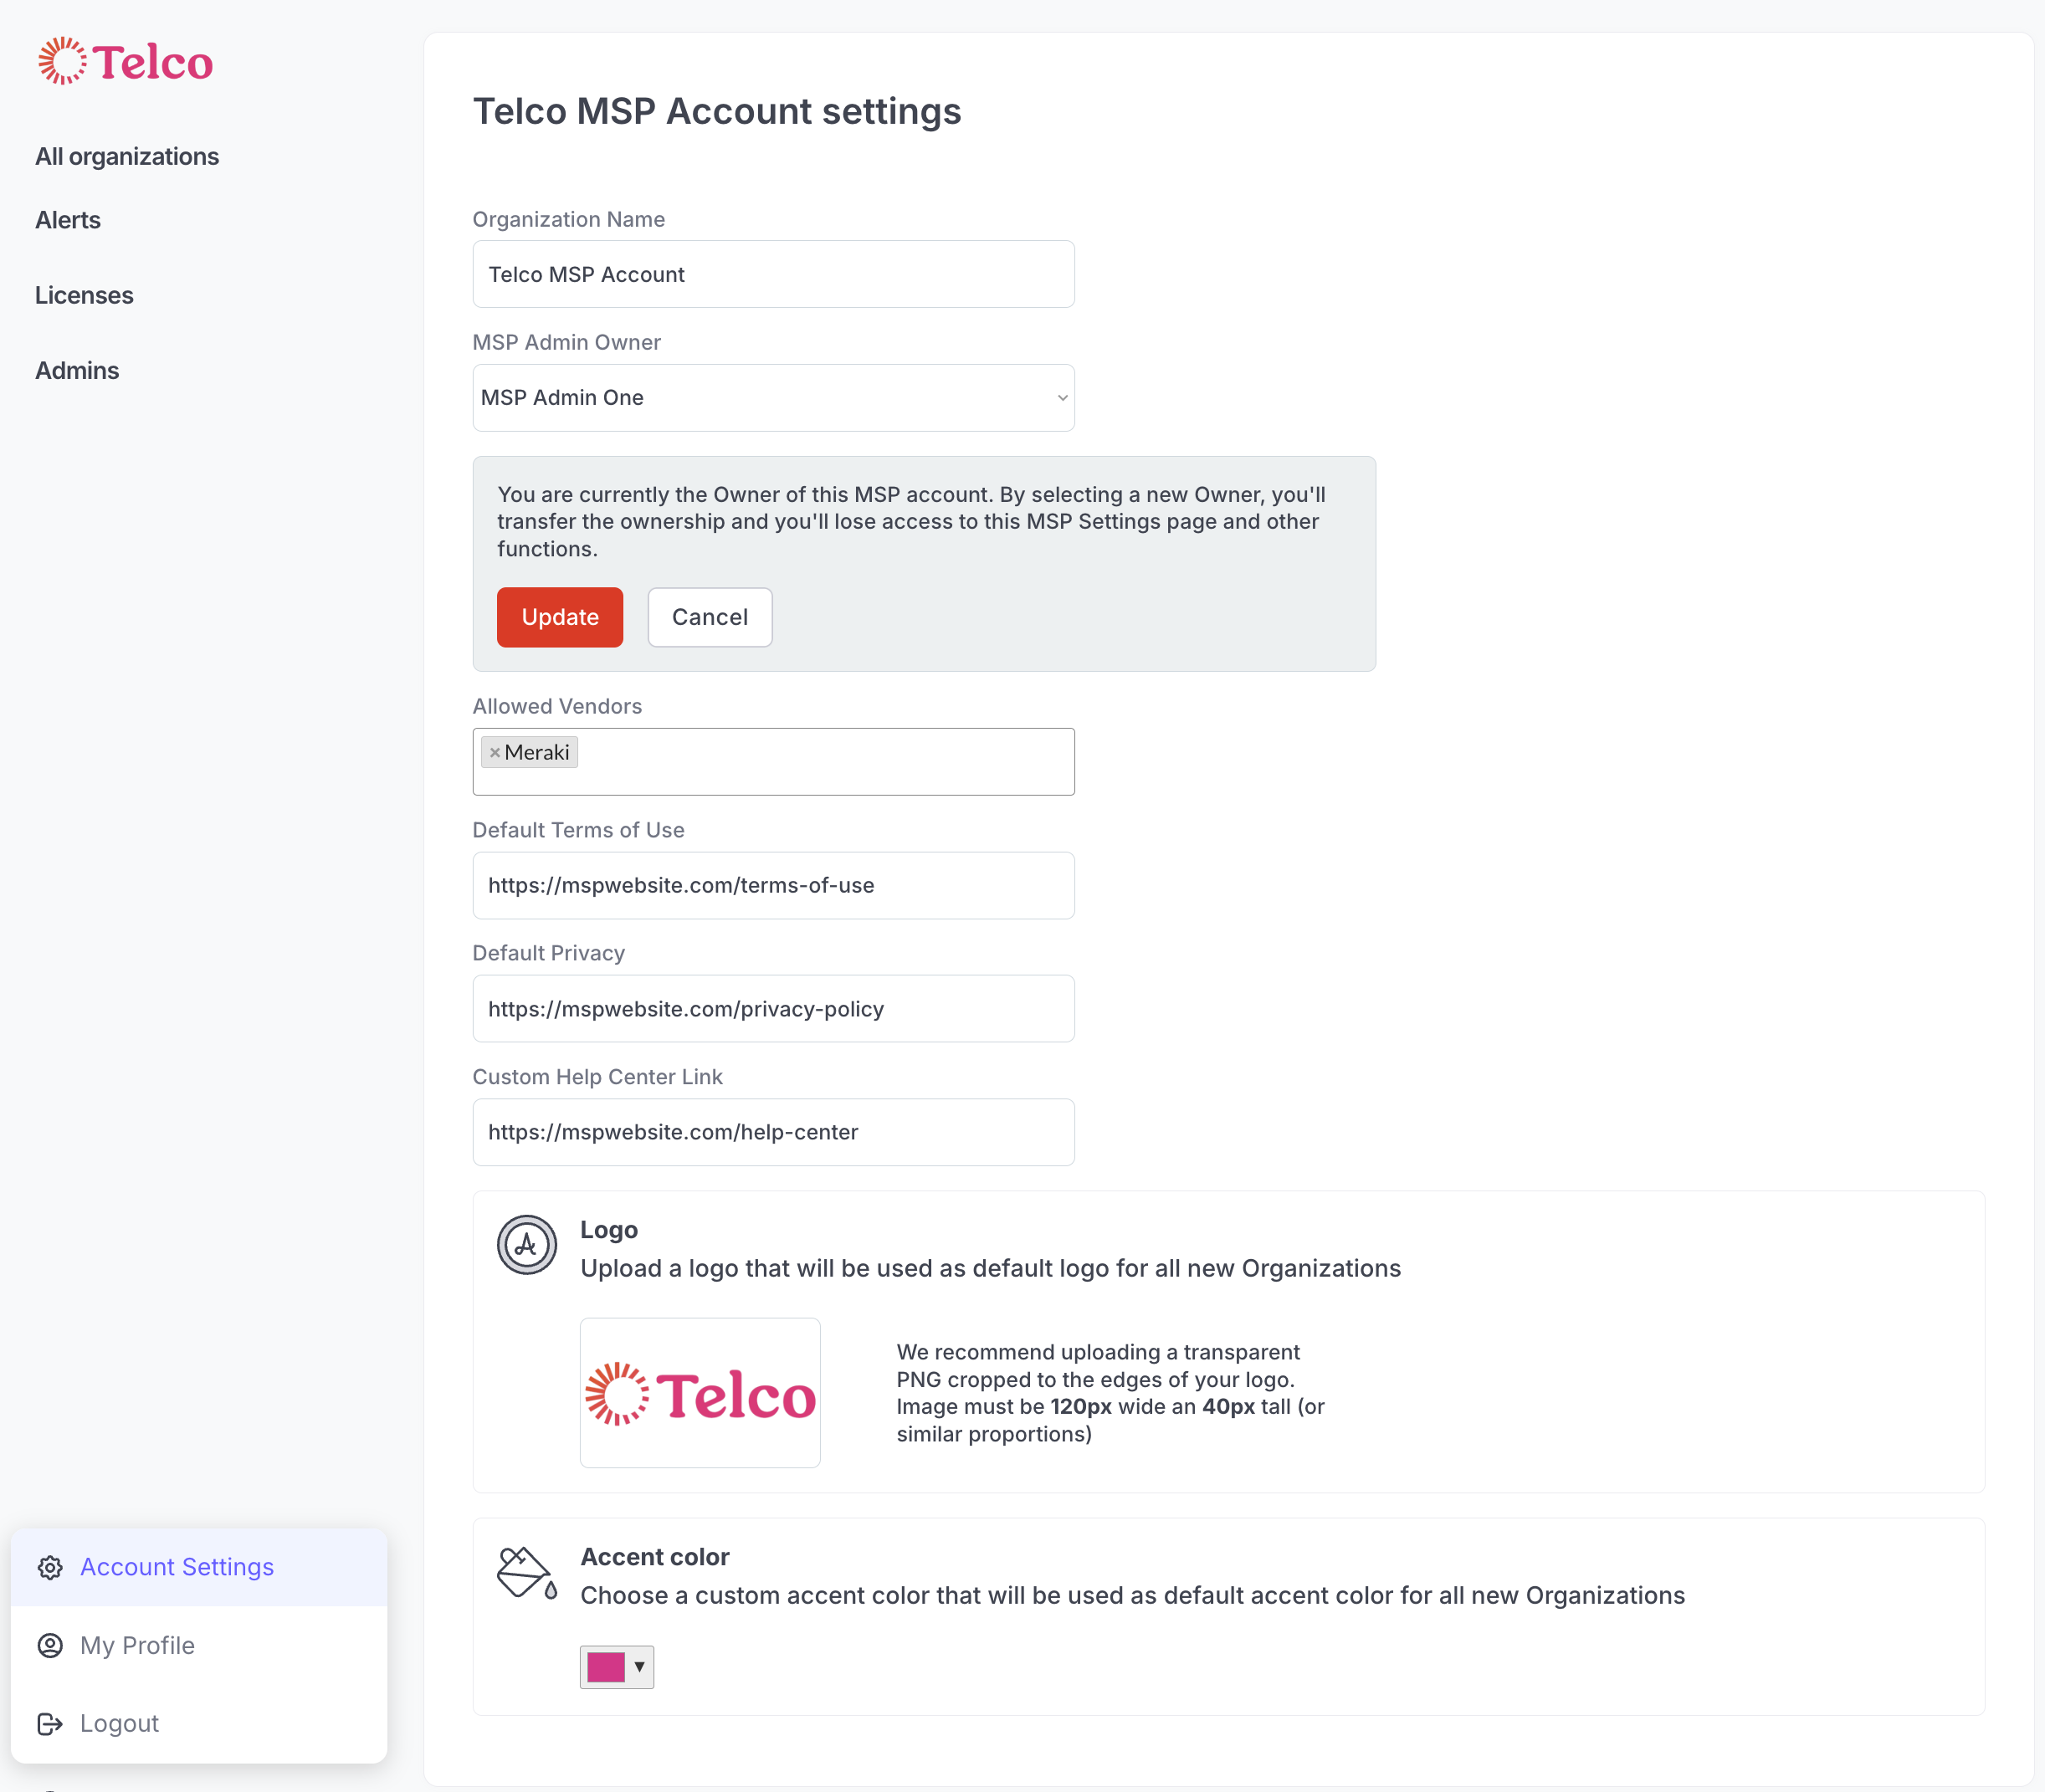 Telco
All organizations
Alerts
Licenses
Admins
Account Settings
My Profile
Logout
Telco MSP Account settings
Organization Name
Telco MSP Account
MSP Admin Owner
MSP Admin One
You are currently the Owner of this MSP account. By selecting a new Owner, you'll
transfer the ownership and you'll lose access to this MSP Settings page and other
functions.
Update
Cancel
Allowed Vendors
× Meraki
Default Terms of Use
https://mspwebsite.com/terms-of-use
Default Privacy
https://mspwebsite.com/privacy-policy
Custom Help Center Link
https://mspwebsite.com/help-center
Logo
Upload a logo that will be used as default logo for all new Organizations
Telco
We recommend uploading a transparent
PNG cropped to the edges of your logo.
Image must be 120px wide an 40px tall (or
similar proportions)
Accent color
Choose a custom accent color that will be used as default accent color for all new Organizations